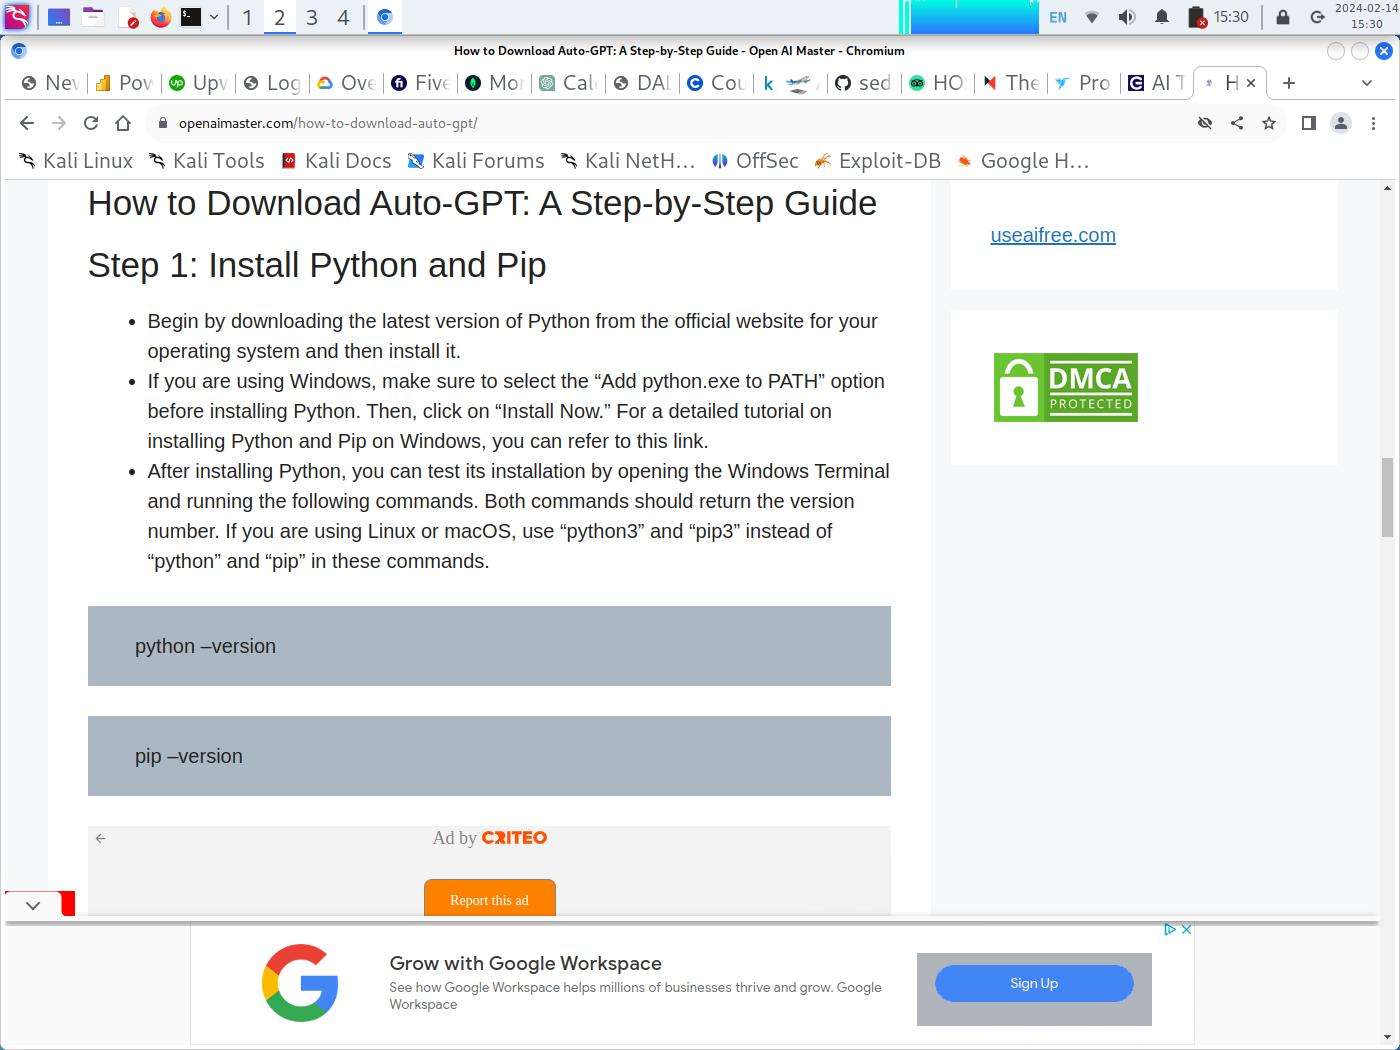 1 2 3 4 EN 15:30 2024-02-14
15:30
How to Download Auto-GPT: A Step-by-Step Guide - Open AI Master - Chromium
Nev Pow Upw Log Ove Five Mor Calc DAL Cou sed HO The Pro AI T H
openaimaster.com/how-to-download-auto-gpt/
Kali Linux Kali Tools Kali Docs Kali Forums Kali NetH... OffSec Exploit-DB Google H...
How to Download Auto-GPT: A Step-by-Step Guide
Step 1: Install Python and Pip
• Begin by downloading the latest version of Python from the official website for your
operating system and then install it.
• If you are using Windows, make sure to select the “Add python.exe to PATH” option
before installing Python. Then, click on “Install Now.” For a detailed tutorial on
installing Python and Pip on Windows, you can refer to this link.
• After installing Python, you can test its installation by opening the Windows Terminal
and running the following commands. Both commands should return the version
number. If you are using Linux or macOS, use “python3” and “pip3” instead of
“python” and “pip” in these commands.
python –version
pip –version
Ad by CRITEO
Report this ad
useaifree.com
DMCA
PROTECTED
Grow with Google Workspace
See how Google Workspace helps millions of businesses thrive and grow. Google
Workspace
Sign Up